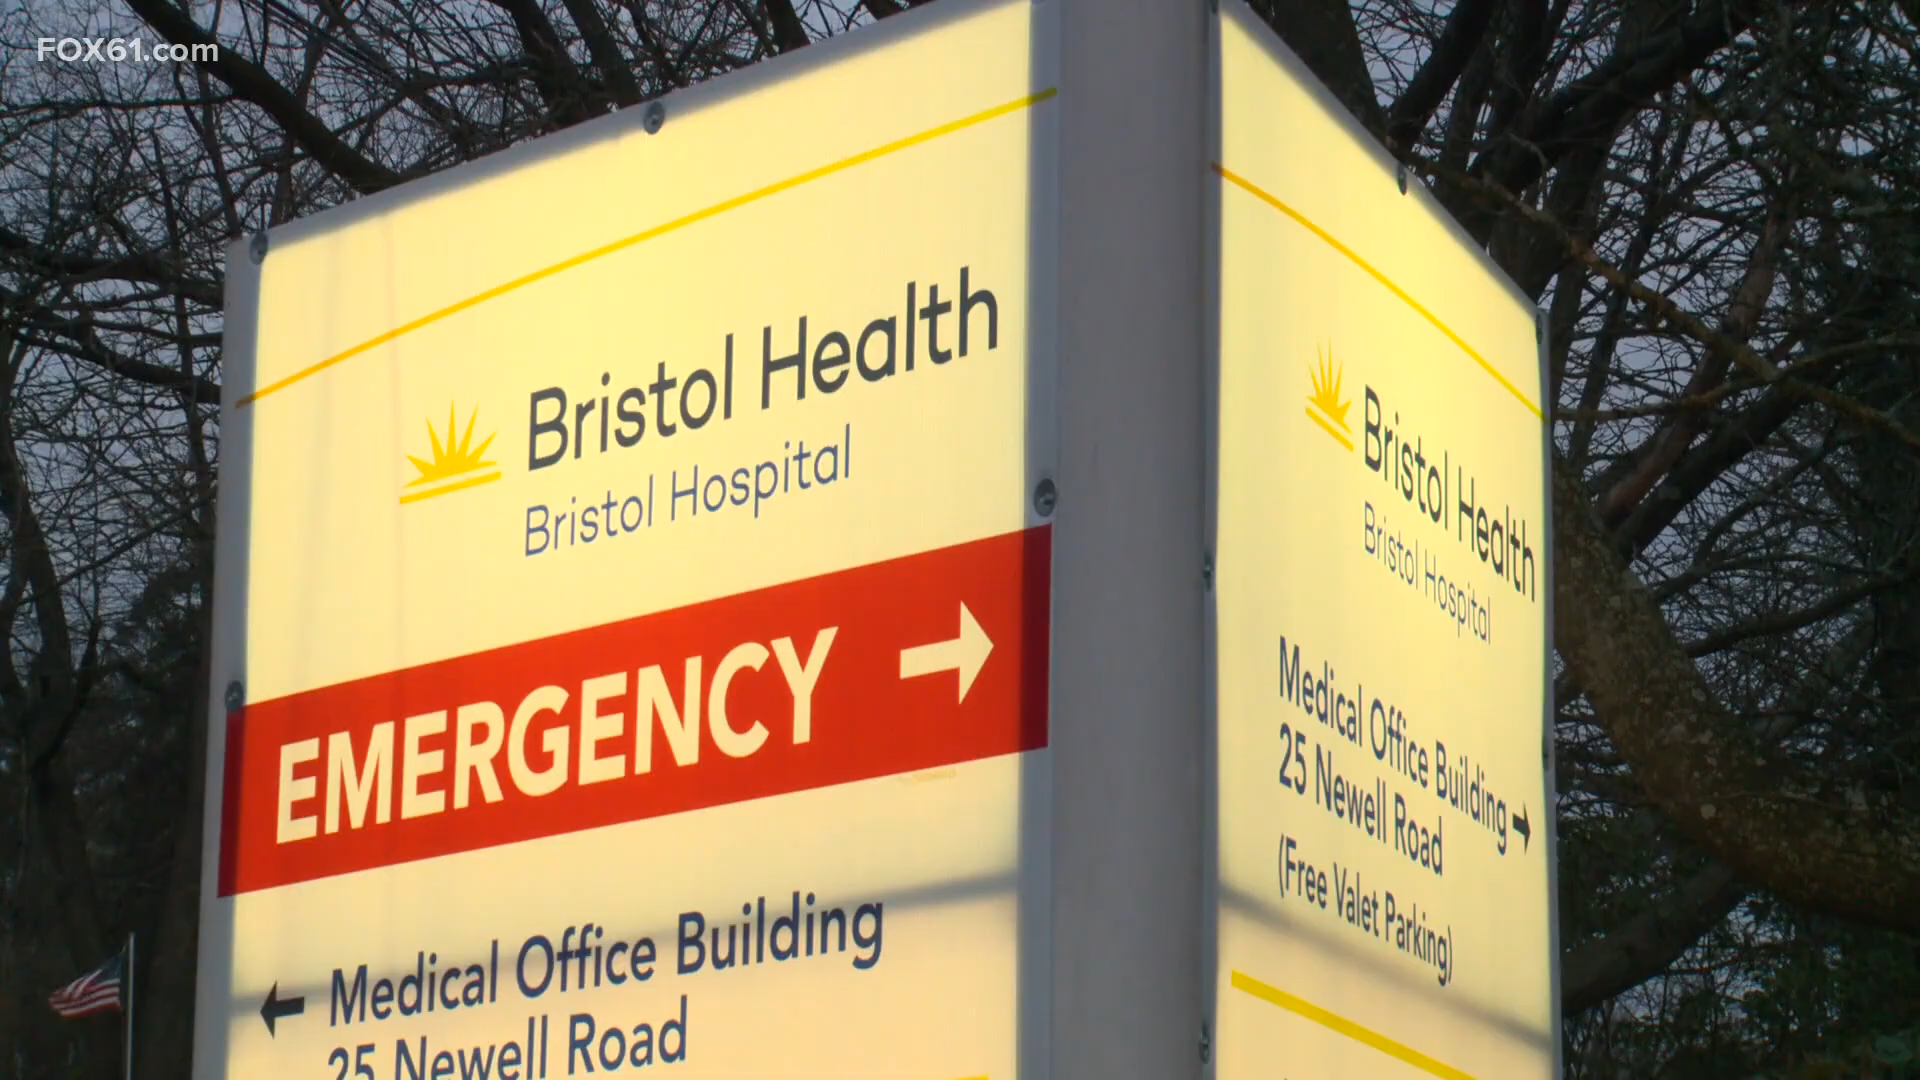 FOX61.com
Bristol Health
Bristol Hospital
EMERGENCY
Medical Office Building
25 Newell Road
Bristol Health
Bristol Hospital
Medical Office Building
25 Newell Road
(Free Valet Parking)